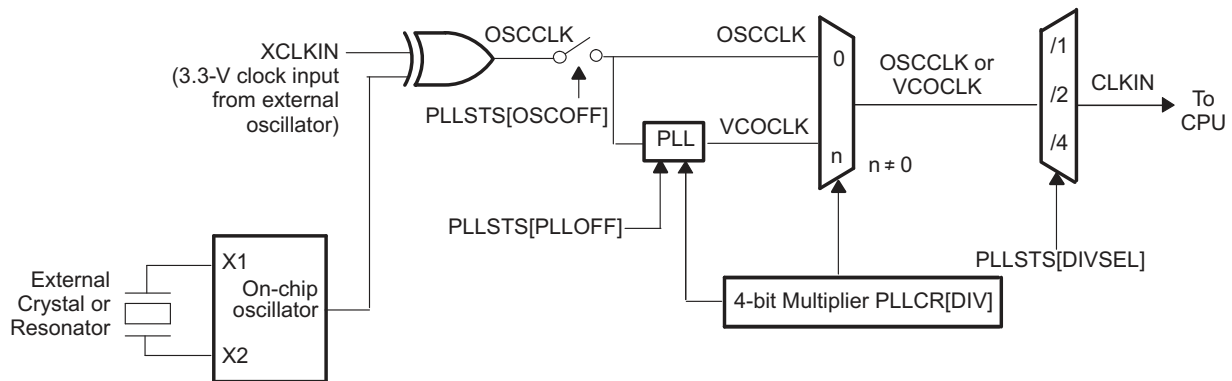 OSCCLK
OSCCLK
XCLKIN
(3.3-V clock input
from external
oscillator)
PLLSTS[OSCOFF]
0
OSCCLK or
VCOCLK
/1
/2
/4
CLKIN
To
CPU
PLL
VCOCLK
n
n ≠ 0
PLLSTS[PLLOFF]
PLLSTS[DIVSEL]
External
Crystal or
Resonator
X1
On-chip
oscillator
X2
4-bit Multiplier PLLCR[DIV]